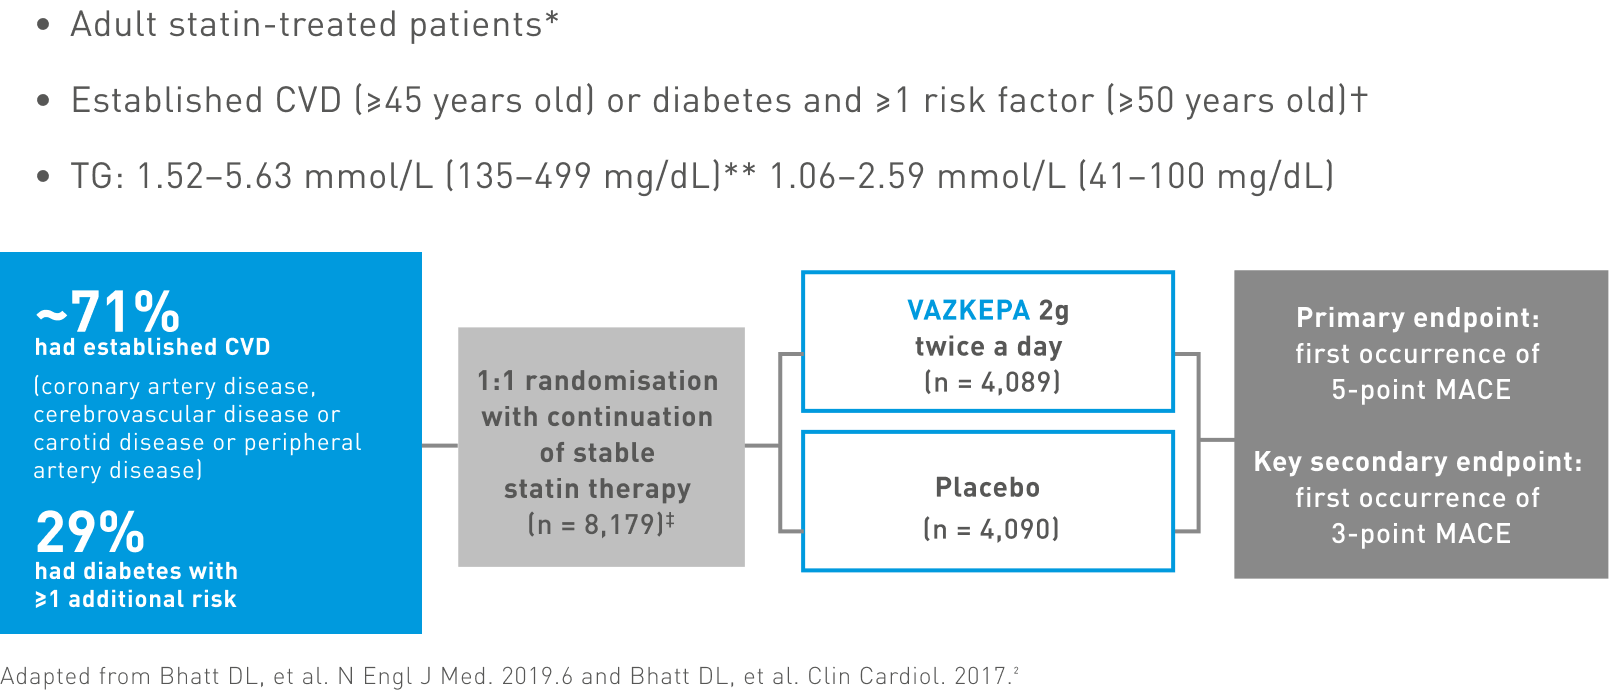 • Adult statin-treated patients*
• Established CVD (≥45 years old) or diabetes and ≥1 risk factor (≥50 years old)†
• TG: 1.52–5.63 mmol/L (135–499 mg/dL)** 1.06–2.59 mmol/L (41–100 mg/dL)
~71%
had established CVD
(coronary artery disease,
cerebrovascular disease or
carotid disease or peripheral
artery disease)
29%
had diabetes with
≥1 additional risk
1:1 randomisation
with continuation
of stable
statin therapy
(n = 8,179)‡
VAZKEPA 2g
twice a day
(n = 4,089)
Placebo
(n = 4,090)
Primary endpoint:
first occurrence of
5-point MACE
Key secondary endpoint:
first occurrence of
3-point MACE
Adapted from Bhatt DL, et al. N Engl J Med. 2019.6 and Bhatt DL, et al. Clin Cardiol. 2017.²